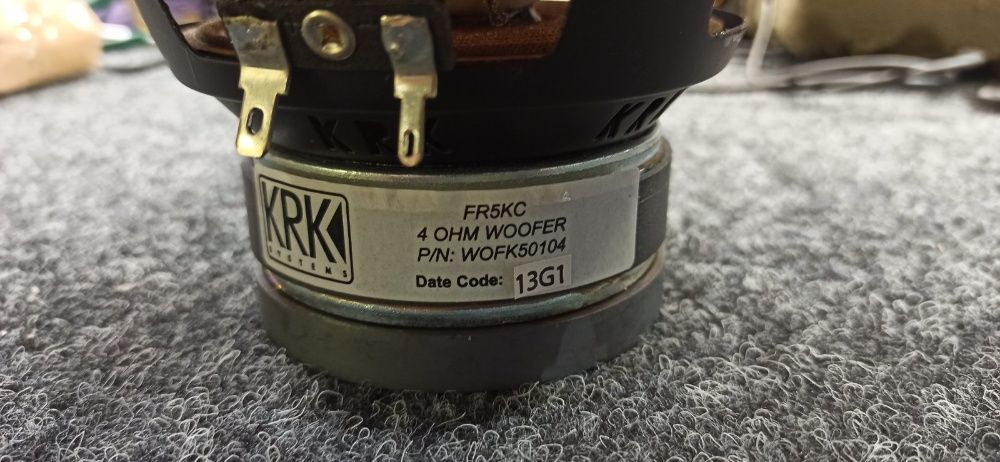 KRK
KRK
KRK
SYSTEMS
FR5KC
4 OHM WOOFER
P/N: WOFK50104
Date Code: 13G1